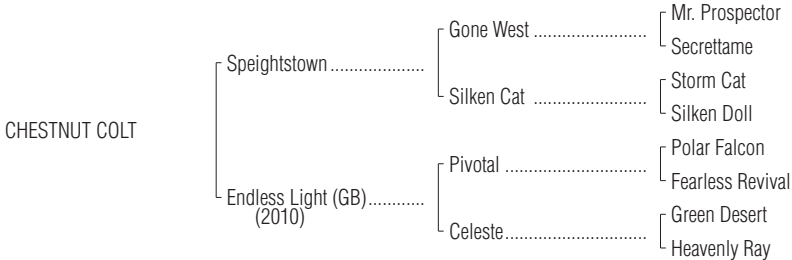 Mr. Prospector
Gone West ........................
Secrettame
Speightstown ....................
Storm Cat
Silken Cat ........................
Silken Doll
CHESTNUT COLT
Polar Falcon
Pivotal ..............................
Fearless Revival
Endless Light (GB)............
(2010)
Green Desert
Celeste..............................
Heavenly Ray